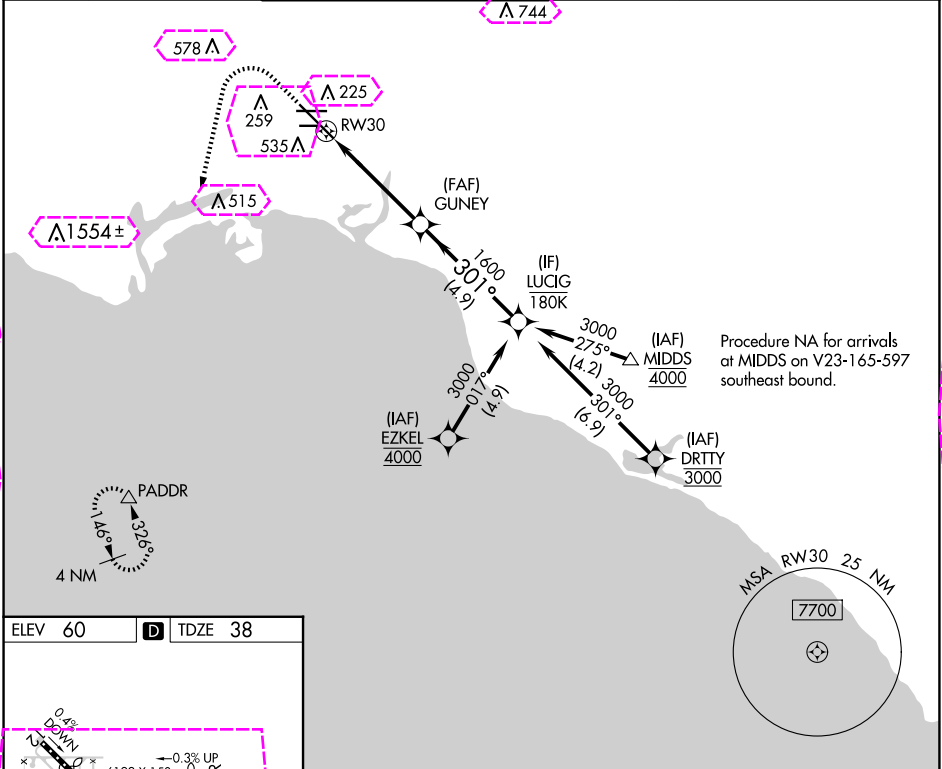 744
578
225
259
535
RW30
515
1554 ±
(FAF)
GUNEY
1600
301°
(4.9)
(IF)
LUCIG
180K
3000
275°
(4.2)
(IAF)
MIDDS
4000
Procedure NA for arrivals
at MIDDS on V23-165-597
southeast bound.
3000
017°
(4.9)
(IAF)
EZKEL
4000
3000
301°
(6.9)
(IAF)
DRTTY
3000
PADDR
146°
326°
4 NM
MSA RW30 25 NM
7700
ELEV 60
D
TDZE 38
0.4%
DOWN
12
0.3% UP